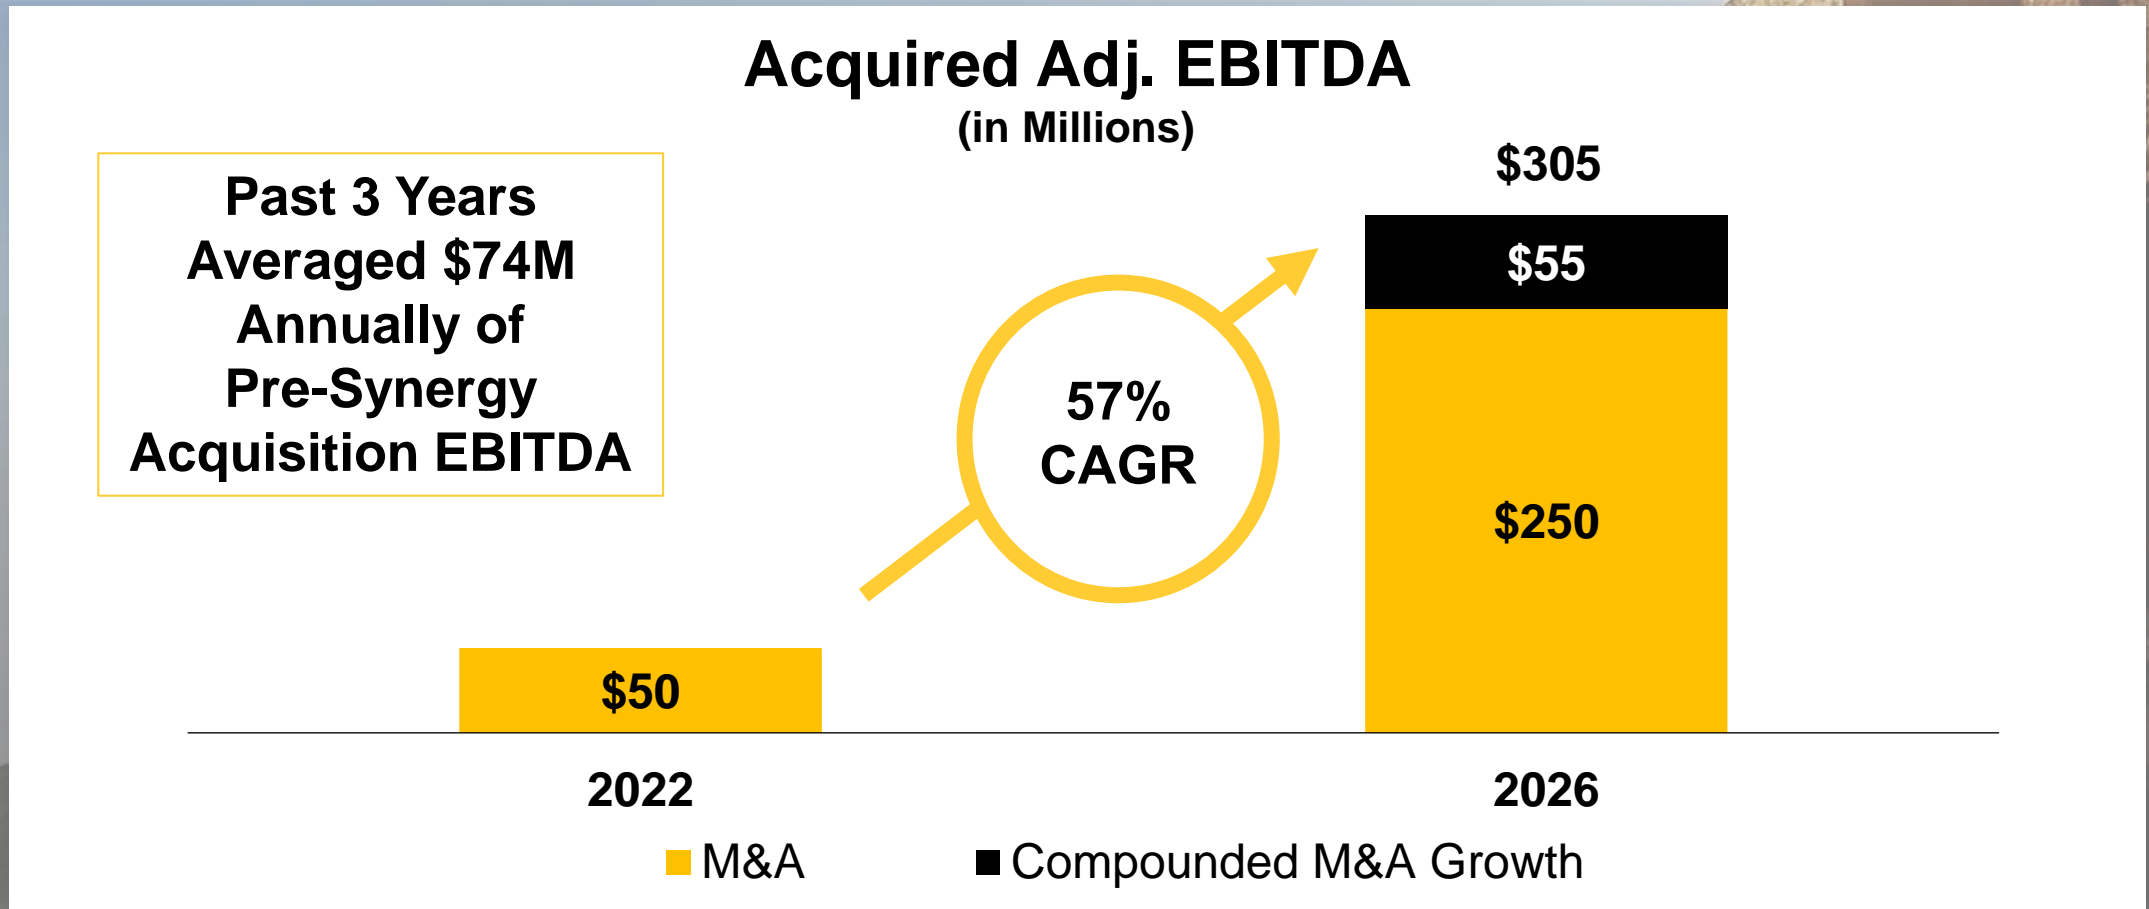 Acquired Adj. EBITDA
(in Millions)
Past 3 Years
Averaged $74M
Annually of
Pre-Synergy
Acquisition EBITDA
57%
CAGR
$305
$55
$250
$50
2022
2026
M&A
Compounded M&A Growth